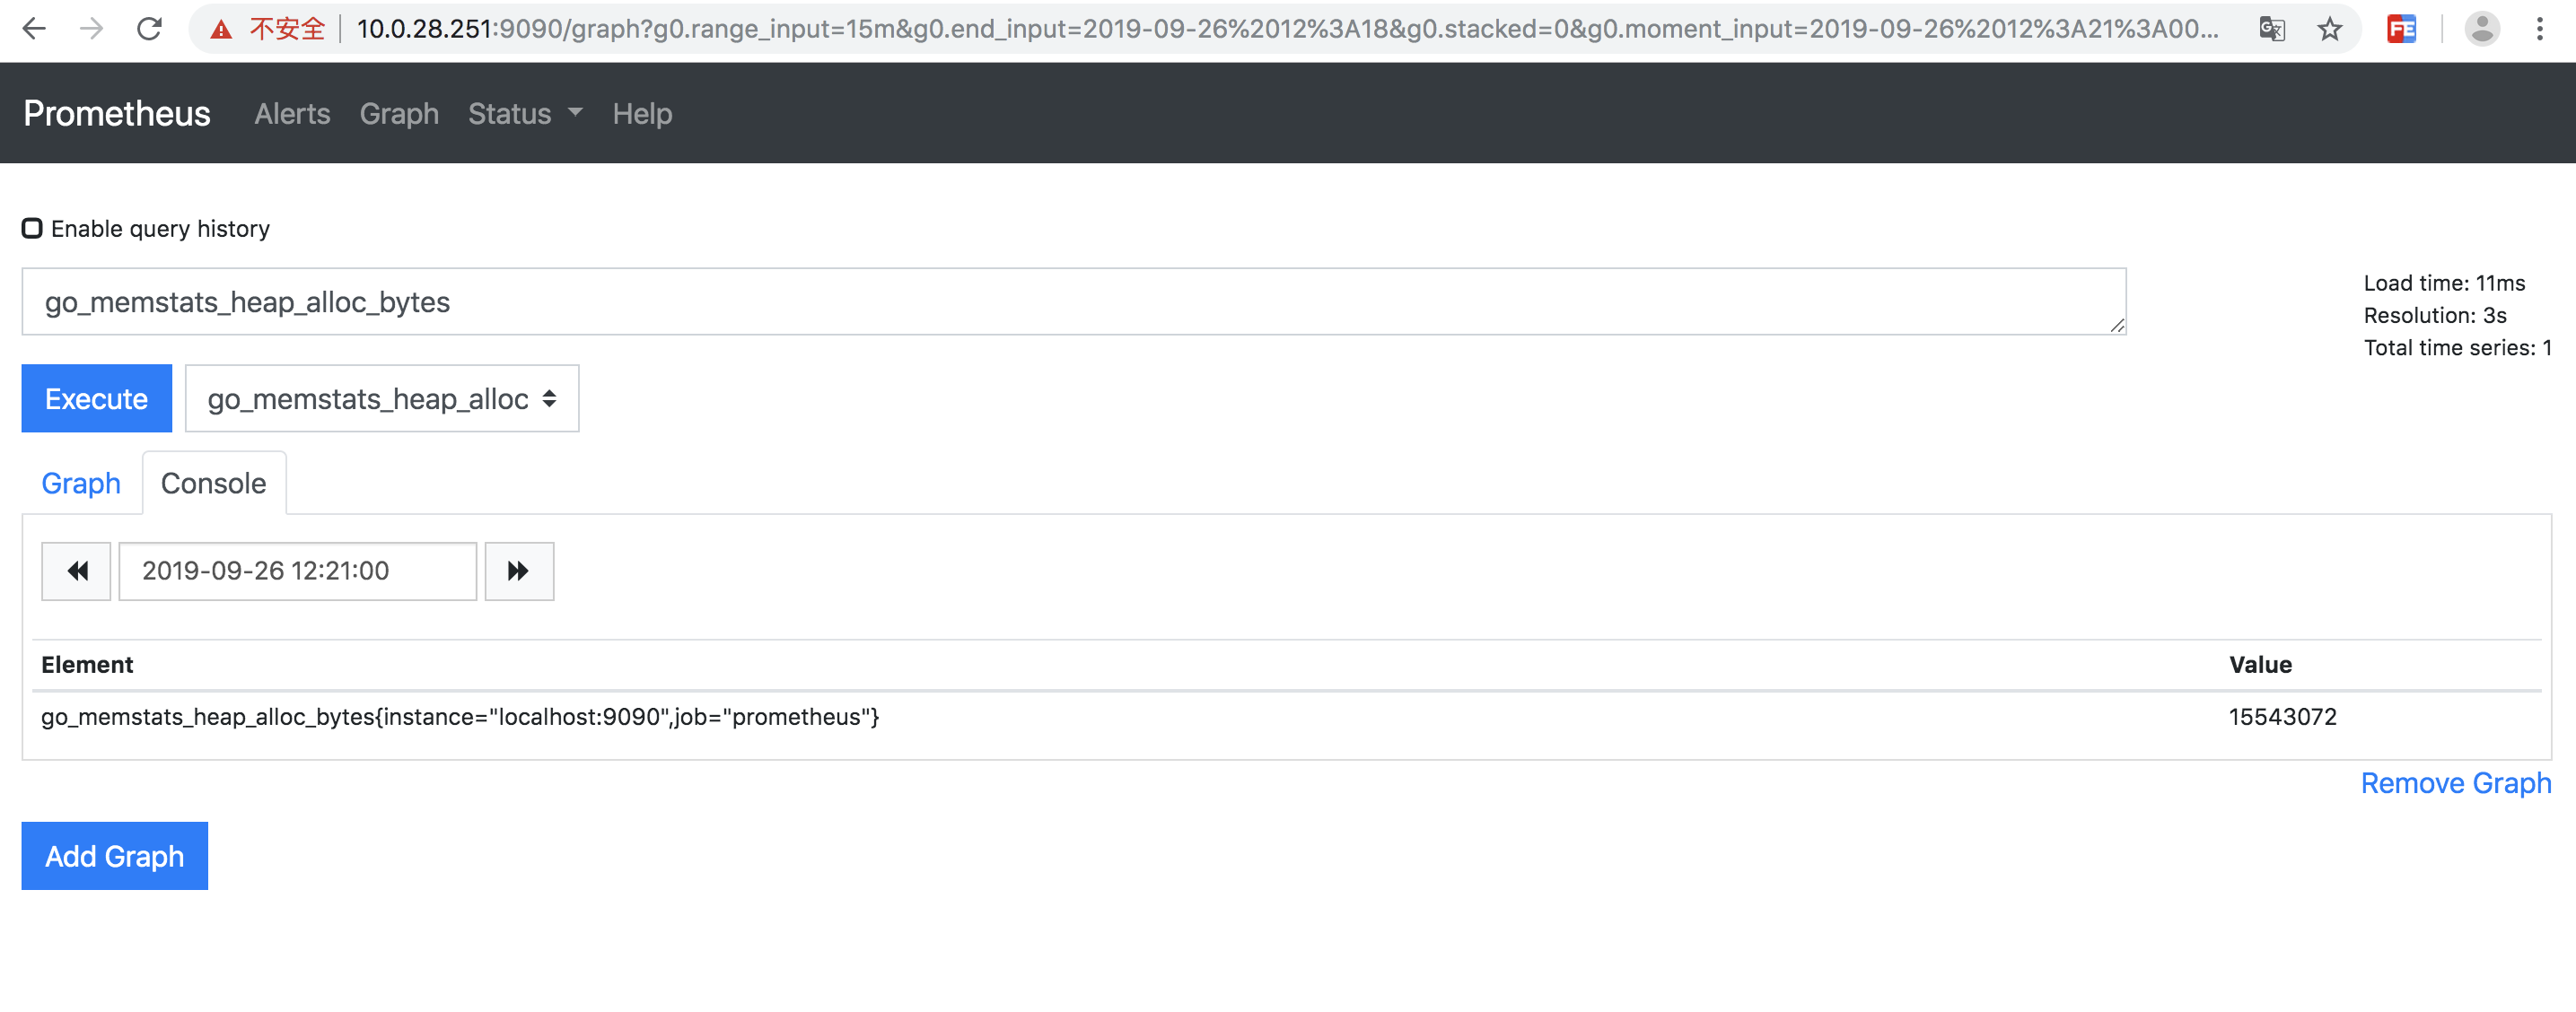 不安全 10.0.28.251:9090/graph?g0.range_input=15m&g0.end_input=2019-09-26%2012%3A18&g0.stacked=0&g0.moment_input=2019-09-26%2012%3A21%3A00... FE
Prometheus Alerts Graph Status Help
Enable query history
go_memstats_heap_alloc_bytes
Load time: 11ms
Resolution: 3s
Total time series: 1
Execute go_memstats_heap_alloc
Graph Console
2019-09-26 12:21:00
Element Value
go_memstats_heap_alloc_bytes{instance="localhost:9090",job="prometheus"} 15543072
Remove Graph
Add Graph